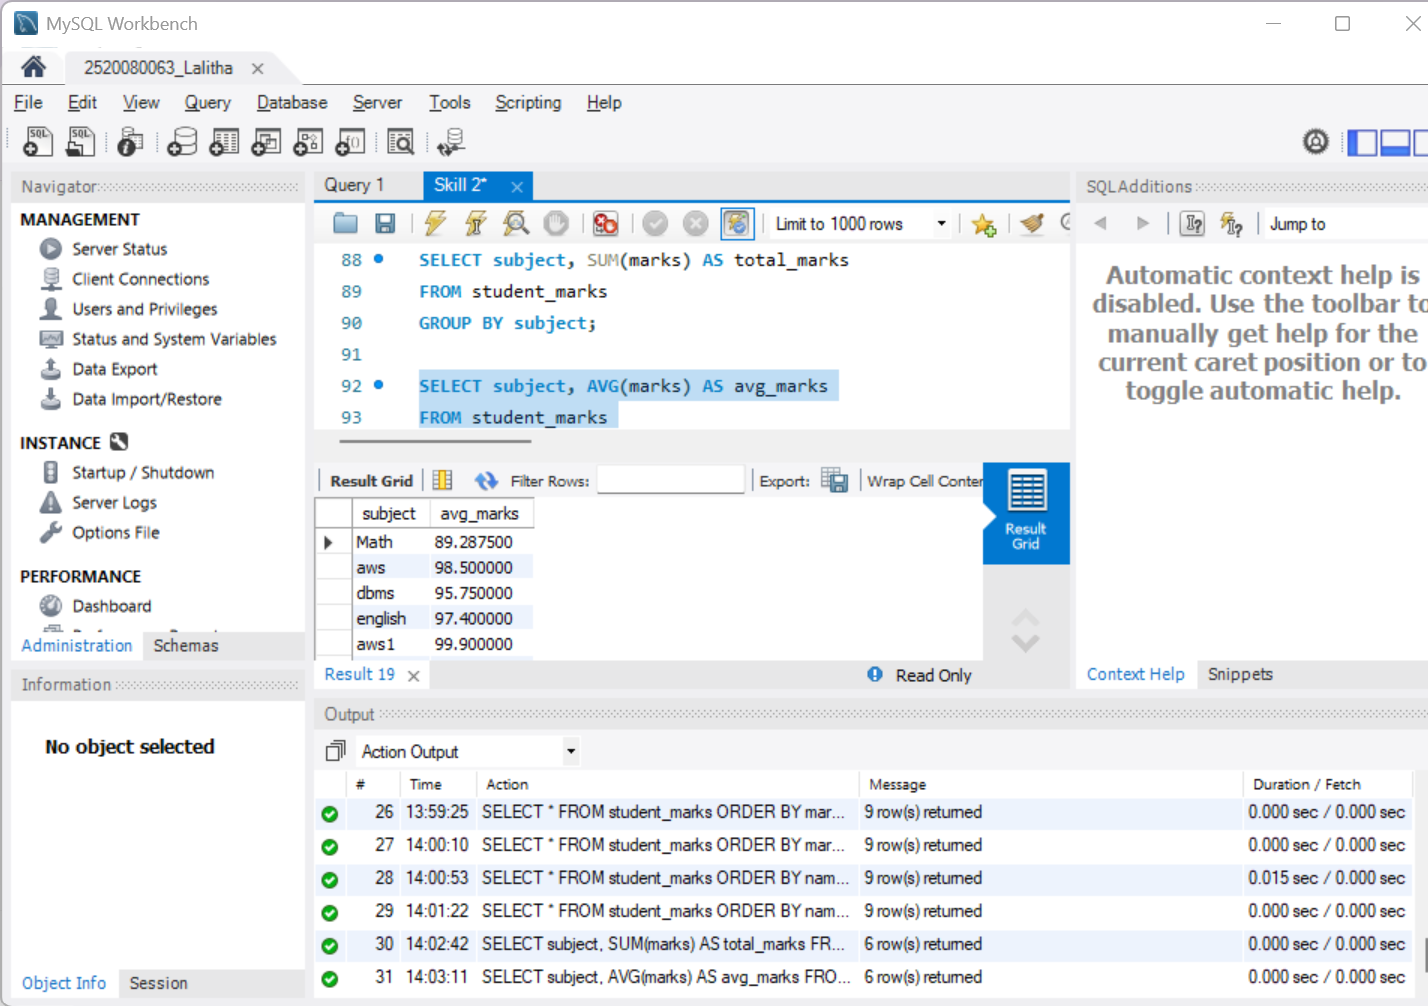 MySQL Workbench
2520080063_Lalitha
File Edit View Query Database Server Tools Scripting Help
Navigator
MANAGEMENT
Server Status
Client Connections
Users and Privileges
Status and System Variables
Data Export
Data Import/Restore
INSTANCE
Startup / Shutdown
Server Logs
Options File
PERFORMANCE
Dashboard
Administration Schemas
Information
No object selected
Object Info Session
Query 1 Skill 2*
Limit to 1000 rows
88 SELECT subject, SUM(marks) AS total_marks
89 FROM student_marks
90 GROUP BY subject;
91
92 SELECT subject, AVG(marks) AS avg_marks
93 FROM student_marks
Result Grid Filter Rows: Export: Wrap Cell Conter
subject avg_marks
Math 89.287500
aws 98.500000
dbms 95.750000
english 97.400000
aws1 99.900000
Result
Grid
Result 19 Read Only
SQLAdditions
Jump to
Automatic context help is
disabled. Use the toolbar to
manually get help for the
current caret position or to
toggle automatic help.
Context Help Snippets
Output
Action Output
# Time Action Message Duration / Fetch
26 13:59:25 SELECT * FROM student_marks ORDER BY mar... 9 row(s) returned 0.000 sec / 0.000 sec
27 14:00:10 SELECT * FROM student_marks ORDER BY mar... 9 row(s) returned 0.000 sec / 0.000 sec
28 14:00:53 SELECT * FROM student_marks ORDER BY nam... 9 row(s) returned 0.015 sec / 0.000 sec
29 14:01:22 SELECT * FROM student_marks ORDER BY nam... 9 row(s) returned 0.000 sec / 0.000 sec
30 14:02:42 SELECT subject, SUM(marks) AS total_marks FR... 6 row(s) returned 0.000 sec / 0.000 sec
31 14:03:11 SELECT subject, AVG(marks) AS avg_marks FRO... 6 row(s) returned 0.000 sec / 0.000 sec